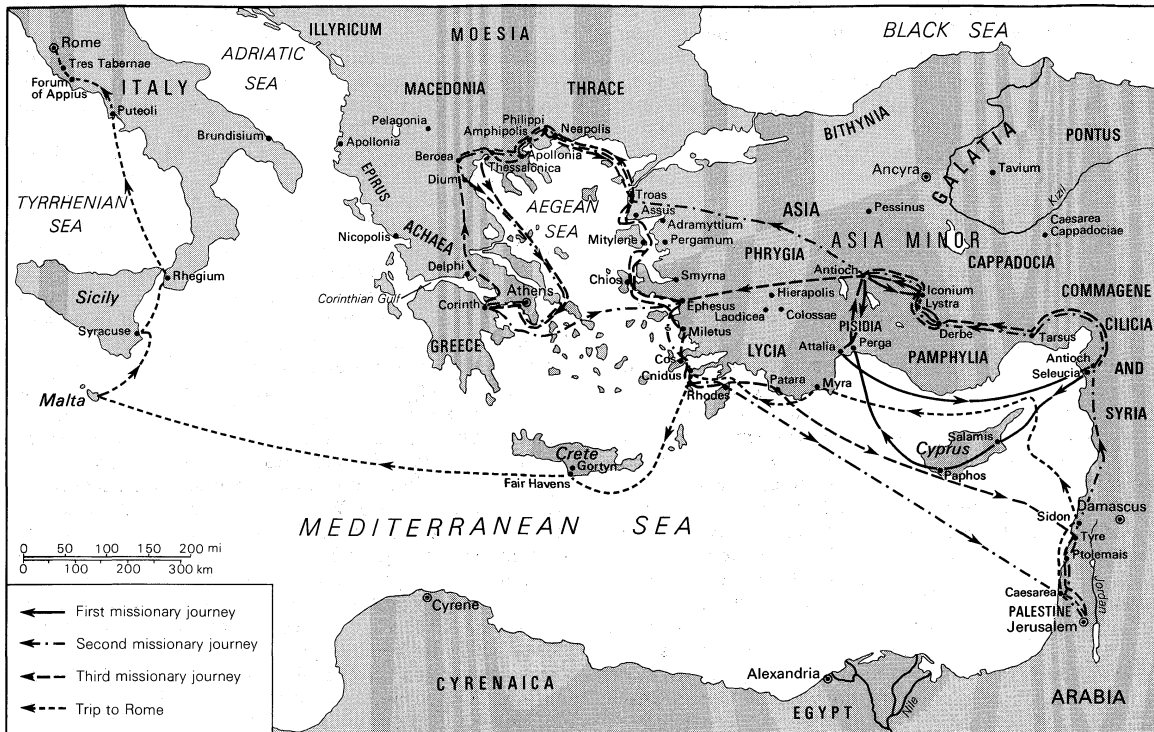 ILLYRICUM
MOESIA
BLACK SEA
Rome
Tres Tabernae
Forum
of Appius
ITALY
ADRIATIC
SEA
Puteoli
Brundisium
MACEDONIA
THRACE
Pelagonia
Philippi
Amphipolis
Neapolis
Apollonia
Apollonia
Beroea
Thessalonica
Dium
EPIRUS
BITHYNIA
PONTUS
GALATIA
Ancyra
Tavium
Kizil
Pessinus
Caesarea
Cappadociae
TYRRHENIAN
SEA
AEGEAN
SEA
Troas
Assus
Adramyttium
Mitylene
Pergamum
ASIA
ASIA MINOR
PHRYGIA
CAPPADOCIA
Nicopolis
ACHAEA
Delphi
Rhegium
Corinthian Gulf
Athens
Corinth
Chios
Smyrna
Antioch
Iconium
Lystra
COMMAGENE
Sicily
Syracuse
GREECE
Ephesus
Hierapolis
Laodicea
Colossae
Miletus
PISIDIA
Derbe
Tarsus
CILICIA
AND
SYRIA
LYCIA
Attalia
Perga
PAMPHYLIA
Antioch
Seleucia
Cos
Cnidus
Rhodes
Patara
Myra
Malta
Salamis
Cyprus
Paphos
Crete
Gortyn
Fair Havens
MEDITERRANEAN SEA
Sidon
Damascus
Tyre
Ptolemais
Caesarea
Jordan
PALESTINE
Jerusalem
0 50 100 150 200 mi
0 100 200 300 km
Cyrene
CYRENAICA
Alexandria
EGYPT
Nile
ARABIA
First missionary journey
Second missionary journey
Third missionary journey
Trip to Rome